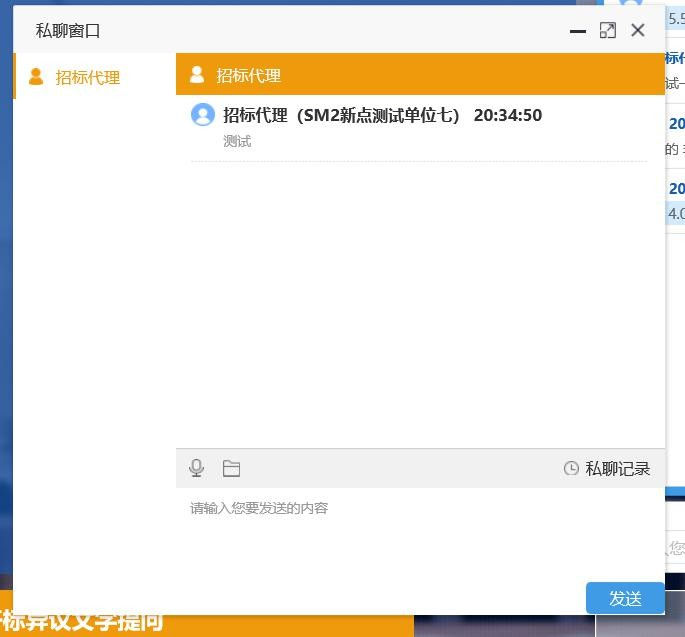 私聊窗口
招标代理
招标代理
招标代理（SM2新点测试单位七） 20:34:50
测试
私聊记录
请输入您要发送的内容
发送
标异议文字提问
5.5
试
20
的
20
4.0
您